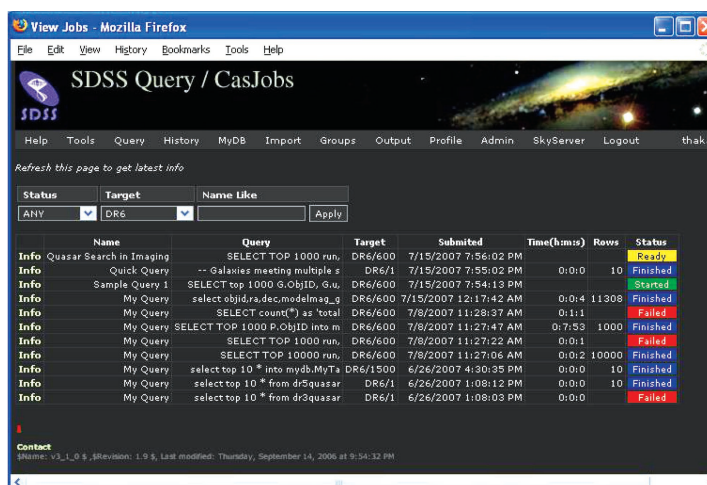 View Jobs - Mozilla Firefox
File Edit View History Bookmarks Tools Help
SDSS Query / CasJobs
SDSS
Help Tools Query History MyDB Import Groups Output Profile Admin SkyServer Logout thak
Refresh this page to get latest info
Status Target Name Like
ANY DR6 Apply
Name Query Target Submited Time(h:m:s) Rows Status
Info Quasar Search in Imaging SELECT TOP 1000 run, DR6/600 7/15/2007 7:56:02 PM Ready
Info Quick Query -- Galaxies meeting multiple s DR6/1 7/15/2007 7:55:02 PM 0:0:0 10 Finished
Info Sample Query 1 SELECT top 1000 G.ObjID, G.u, DR6/600 7/15/2007 7:54:13 PM Started
Info My Query select objid,ra,dec,modelmag_g DR6/600 7/15/2007 12:17:42 AM 0:0:4 11308 Finished
Info My Query SELECT count(*) as 'total DR6/600 7/8/2007 11:28:37 AM 0:1:1 Failed
Info My Query SELECT TOP 1000 P.ObjID into m DR6/600 7/8/2007 11:27:47 AM 0:7:53 1000 Finished
Info My Query SELECT TOP 10000 run, DR6/600 7/8/2007 11:27:22 AM 0:0:1 Failed
Info My Query SELECT TOP 10000 run, DR6/600 7/8/2007 11:27:06 AM 0:0:2 10000 Finished
Info My Query select top 10 * into mydb.MyTa DR6/1500 6/26/2007 4:30:35 PM 0:0:0 10 Finished
Info My Query select top 10 * from dr5quasar DR6/1 6/26/2007 1:08:12 PM 0:0:0 10 Finished
Info My Query select top 10 * from dr3quasar DR6/1 6/26/2007 1:08:03 PM 0:0:0 Failed
Contact
$Name: v3_1_0 $ ,$Revision: 1.9 $, Last modified: Thursday, September 14, 2006 at 9:54:32 PM